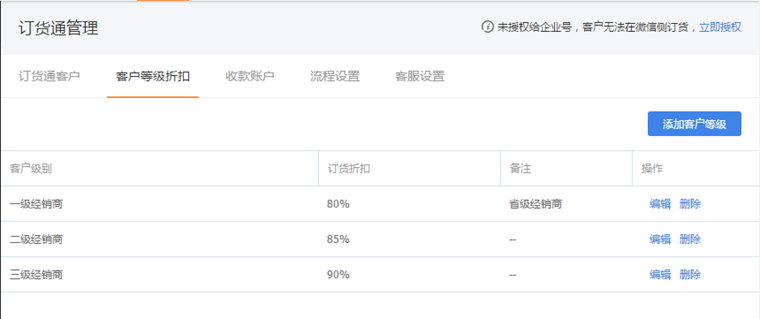 订货通管理
未授权给企业号，客户无法在微信侧订货，立即授权
订货通客户 客户等级折扣 收款账户 流程设置 客服设置
添加客户等级
客户级别 订货折扣 备注 操作
一级经销商 80% 省级经销商 编辑 删除
二级经销商 85% -- 编辑 删除
三级经销商 90% -- 编辑 删除